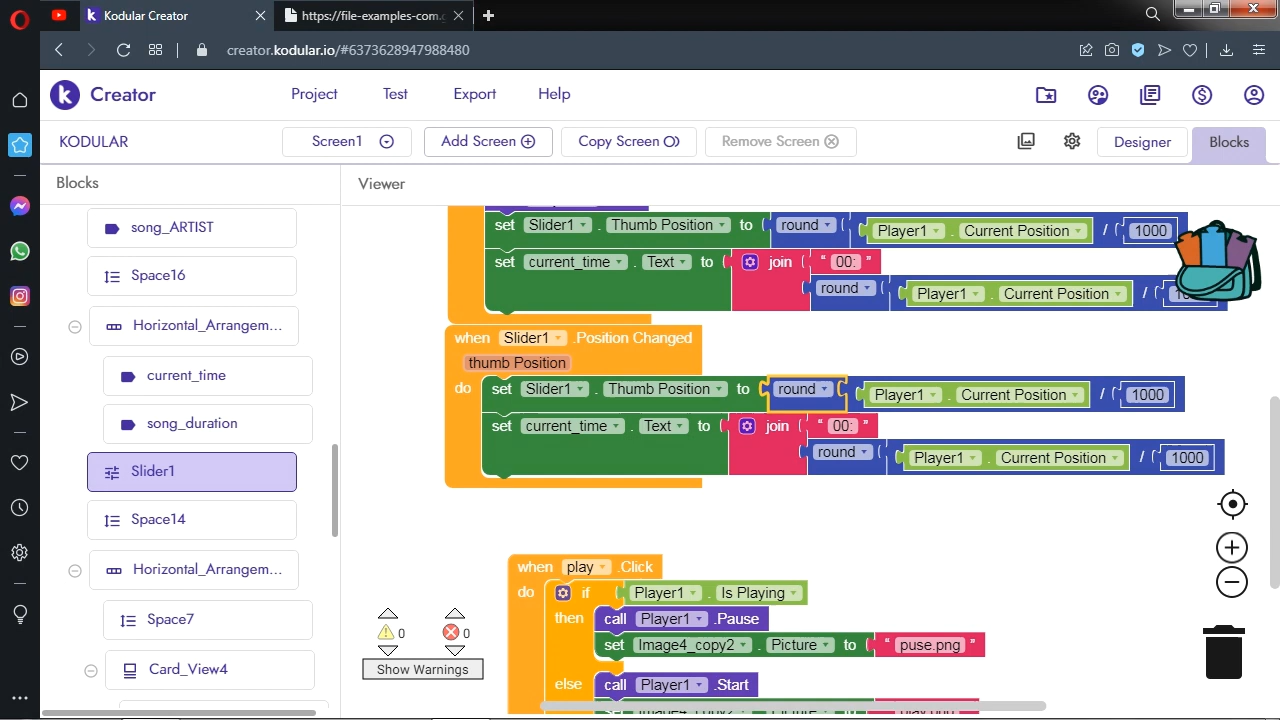 Kodular Creator
https://file-examples-com.
creator.kodular.io/#6373628947988480
Creator
Project
Test
Export
Help
KODULAR
Screen1
Add Screen
Copy Screen
Remove Screen
Designer
Blocks
Blocks
Viewer
song_ARTIST
Space16
Horizontal_Arrangem...
current_time
song_duration
Slider1
Space14
Horizontal_Arrangem...
Space7
Card_View4
set Slider1 . Thumb Position to round Player1 . Current Position / 1000
set current_time . Text to join “ 00: ”
round Player1 . Current Position /
when Slider1 .Position Changed
thumb Position
do set Slider1 . Thumb Position to round Player1 . Current Position / 1000
set current_time . Text to join “ 00: ”
round Player1 . Current Position / 1000
when play .Click
do if Player1 . Is Playing
then call Player1 .Pause
set Image4_copy2 . Picture to “ puse.png ”
else call Player1 .Start
0
0
Show Warnings